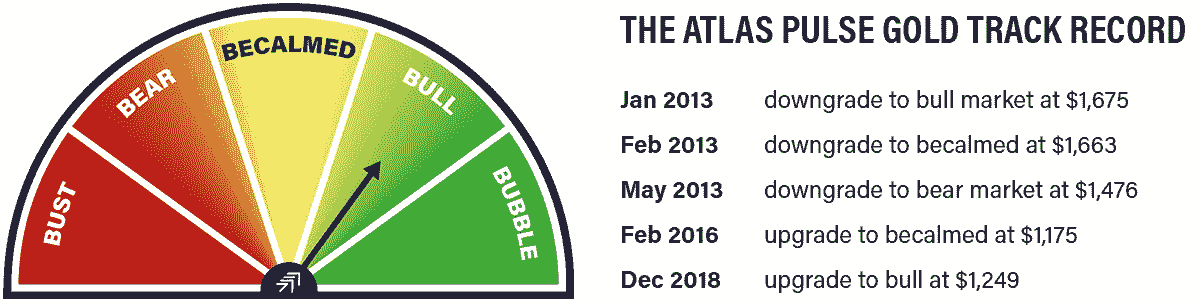 BUST
BEAR
BECALMED
BULL
BUBBLE
THE ATLAS PULSE GOLD TRACK RECORD
Jan 2013 downgrade to bull market at $1,675
Feb 2013 downgrade to becalmed at $1,663
May 2013 downgrade to bear market at $1,476
Feb 2016 upgrade to becalmed at $1,175
Dec 2018 upgrade to bull at $1,249